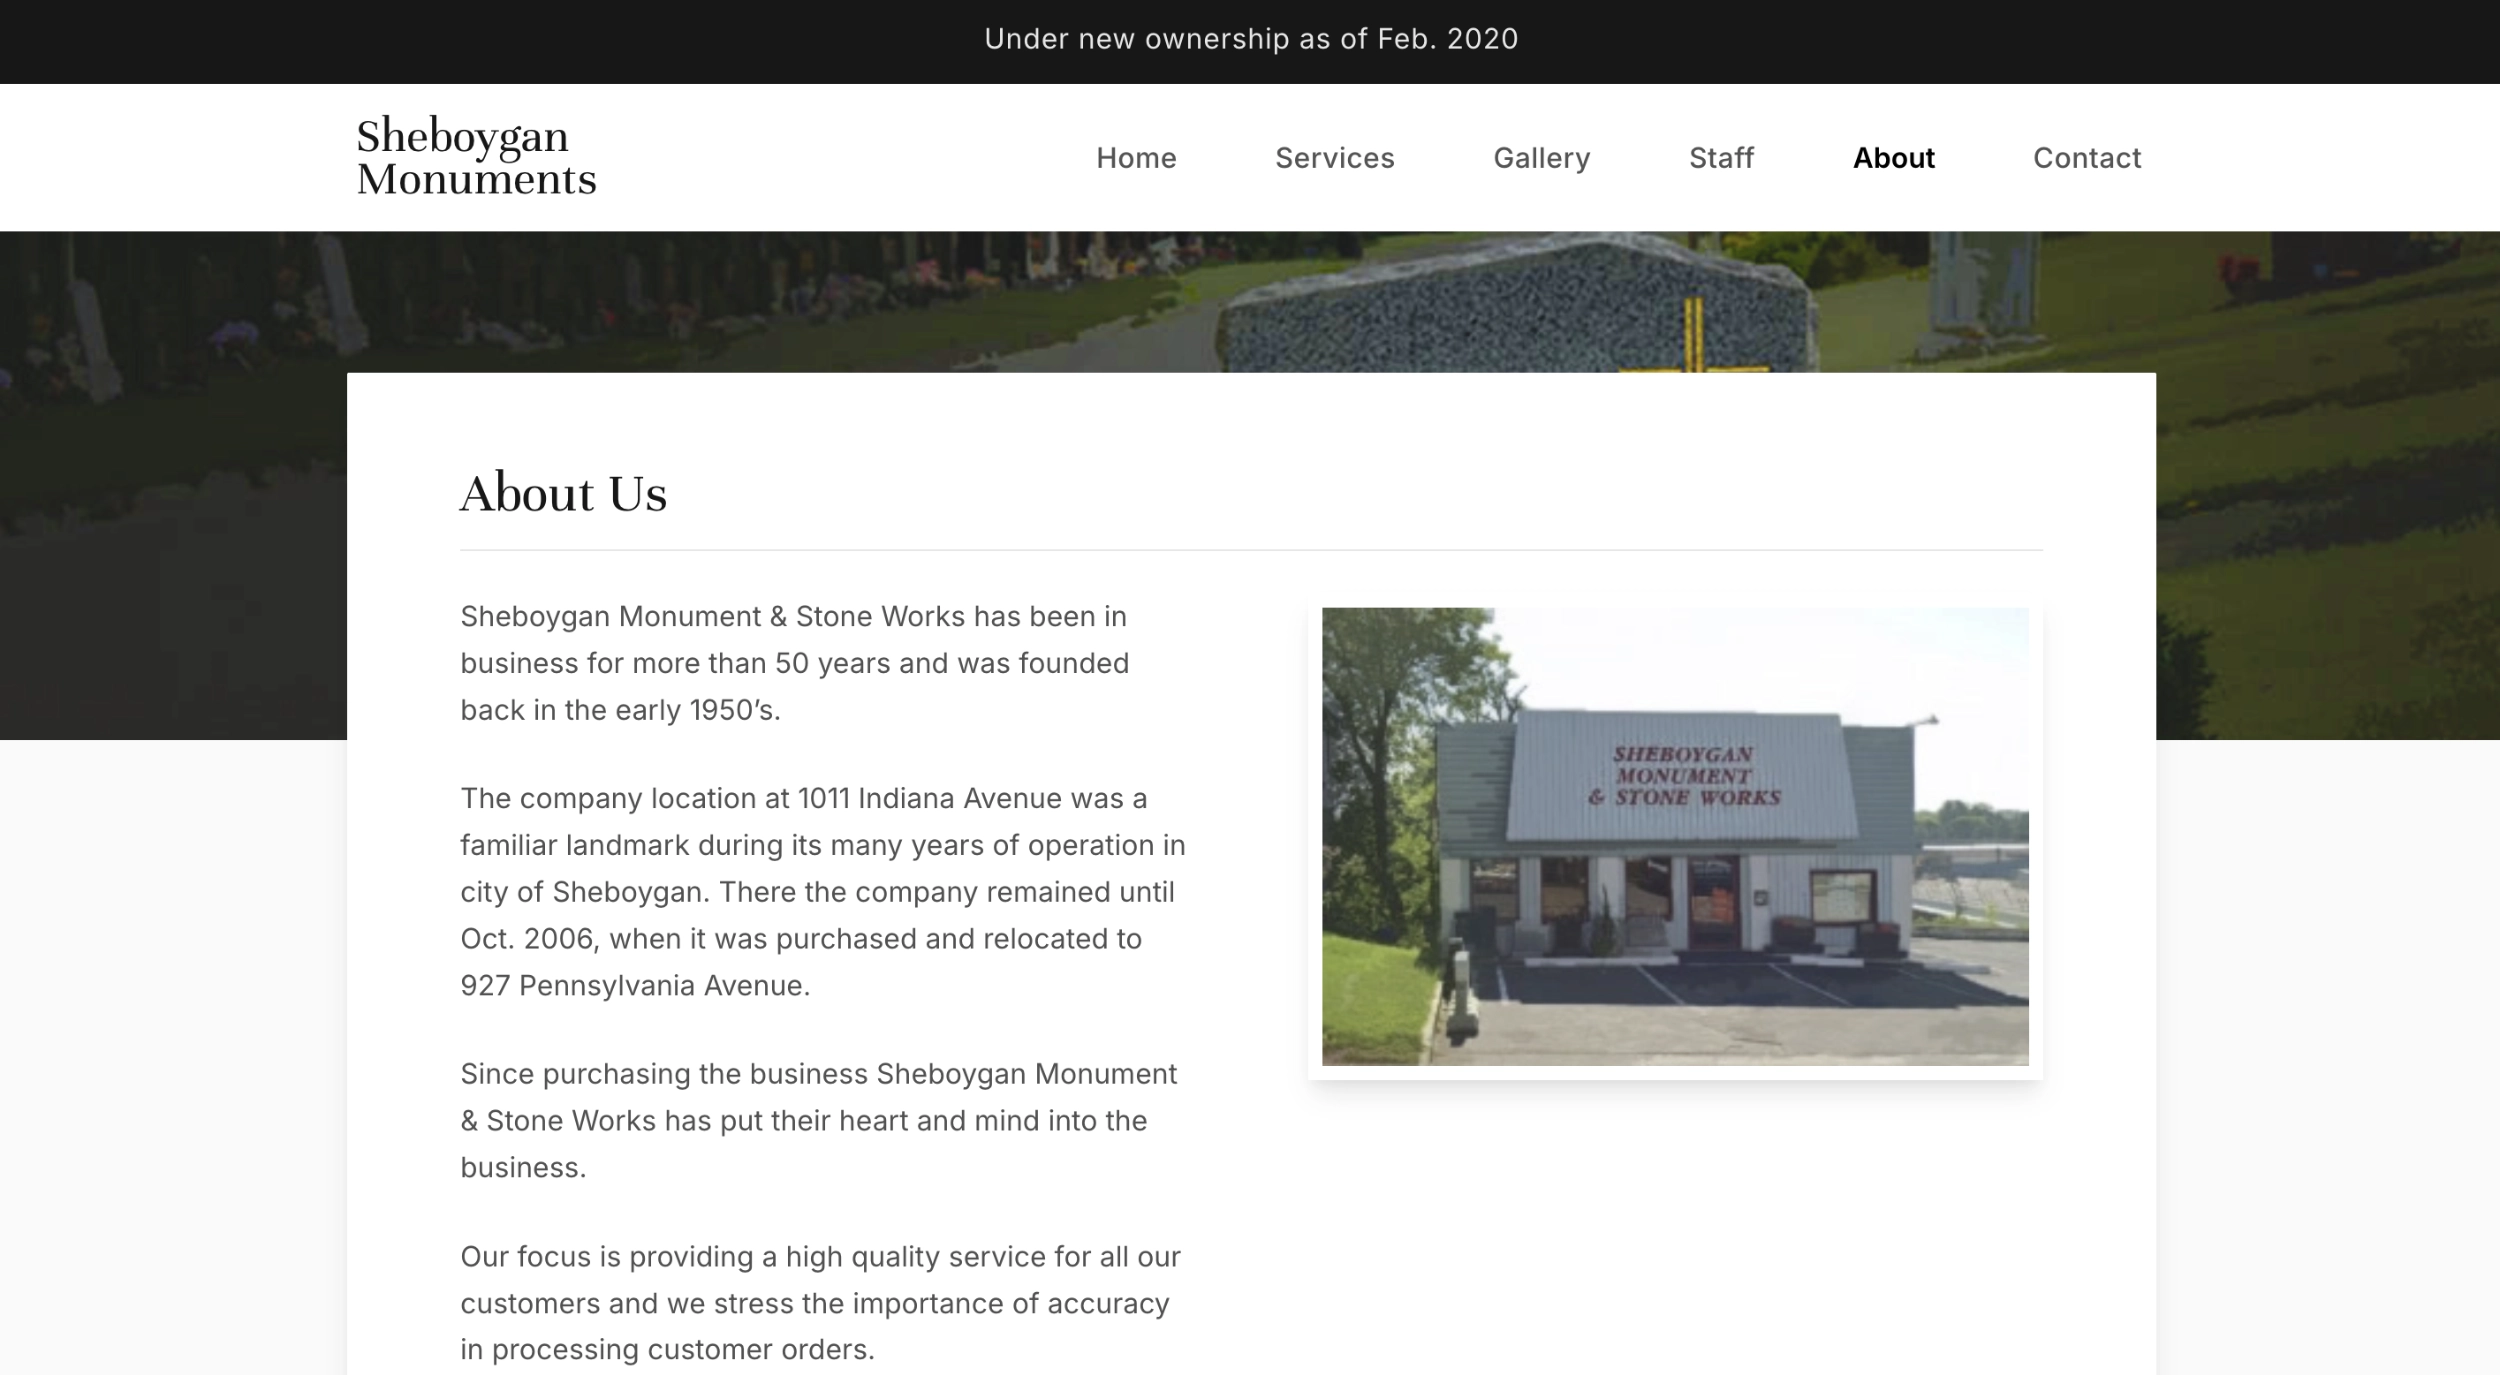 Under new ownership as of Feb. 2020
Sheboygan
Monuments
Home Services Gallery Staff About Contact
About Us
Sheboygan Monument & Stone Works has been in
business for more than 50 years and was founded
back in the early 1950’s.
The company location at 1011 Indiana Avenue was a
familiar landmark during its many years of operation in
city of Sheboygan. There the company remained until
Oct. 2006, when it was purchased and relocated to
927 Pennsylvania Avenue.
Since purchasing the business Sheboygan Monument
& Stone Works has put their heart and mind into the
business.
Our focus is providing a high quality service for all our
customers and we stress the importance of accuracy
in processing customer orders.
SHEBOYGAN
MONUMENT
& STONE WORKS